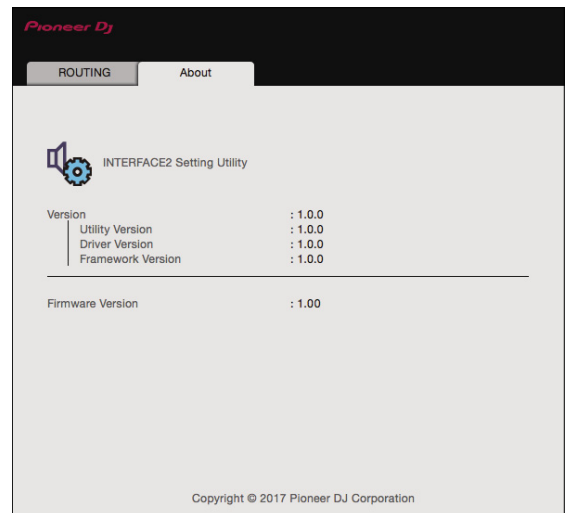 Pioneer Dj
ROUTING About
INTERFACE2 Setting Utility
Version : 1.0.0
Utility Version : 1.0.0
Driver Version : 1.0.0
Framework Version : 1.0.0
Firmware Version : 1.00
Copyright © 2017 Pioneer DJ Corporation